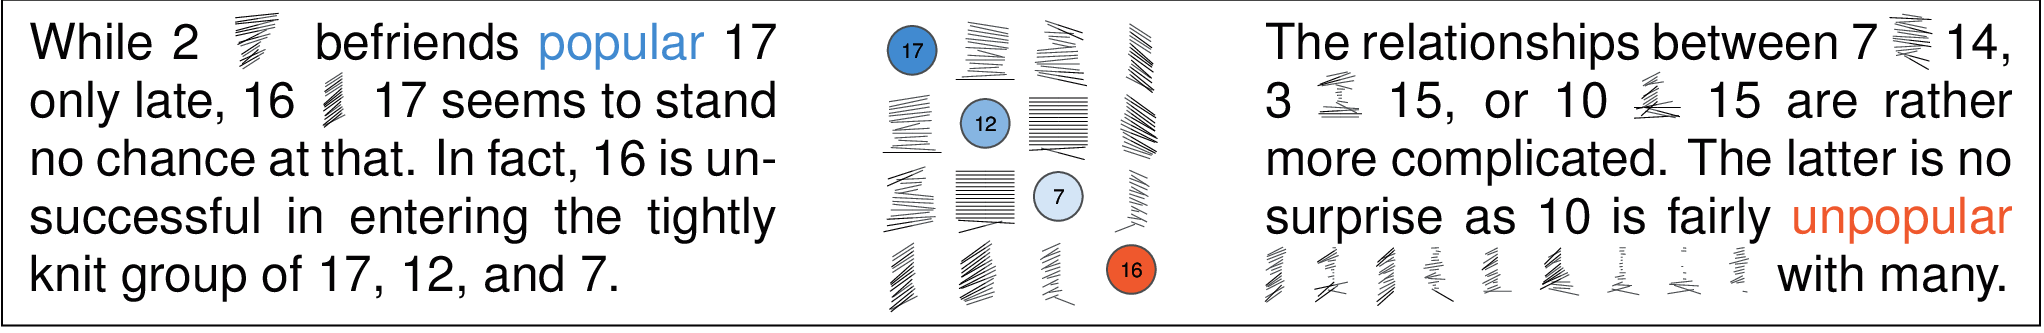 While 2 befriends popular 17
only late, 16 17 seems to stand
no chance at that. In fact, 16 is un-
successful in entering the tightly
knit group of 17, 12, and 7.
17
12
7
16
The relationships between 7 14,
3 15, or 10 15 are rather
more complicated. The latter is no
surprise as 10 is fairly unpopular
with many.